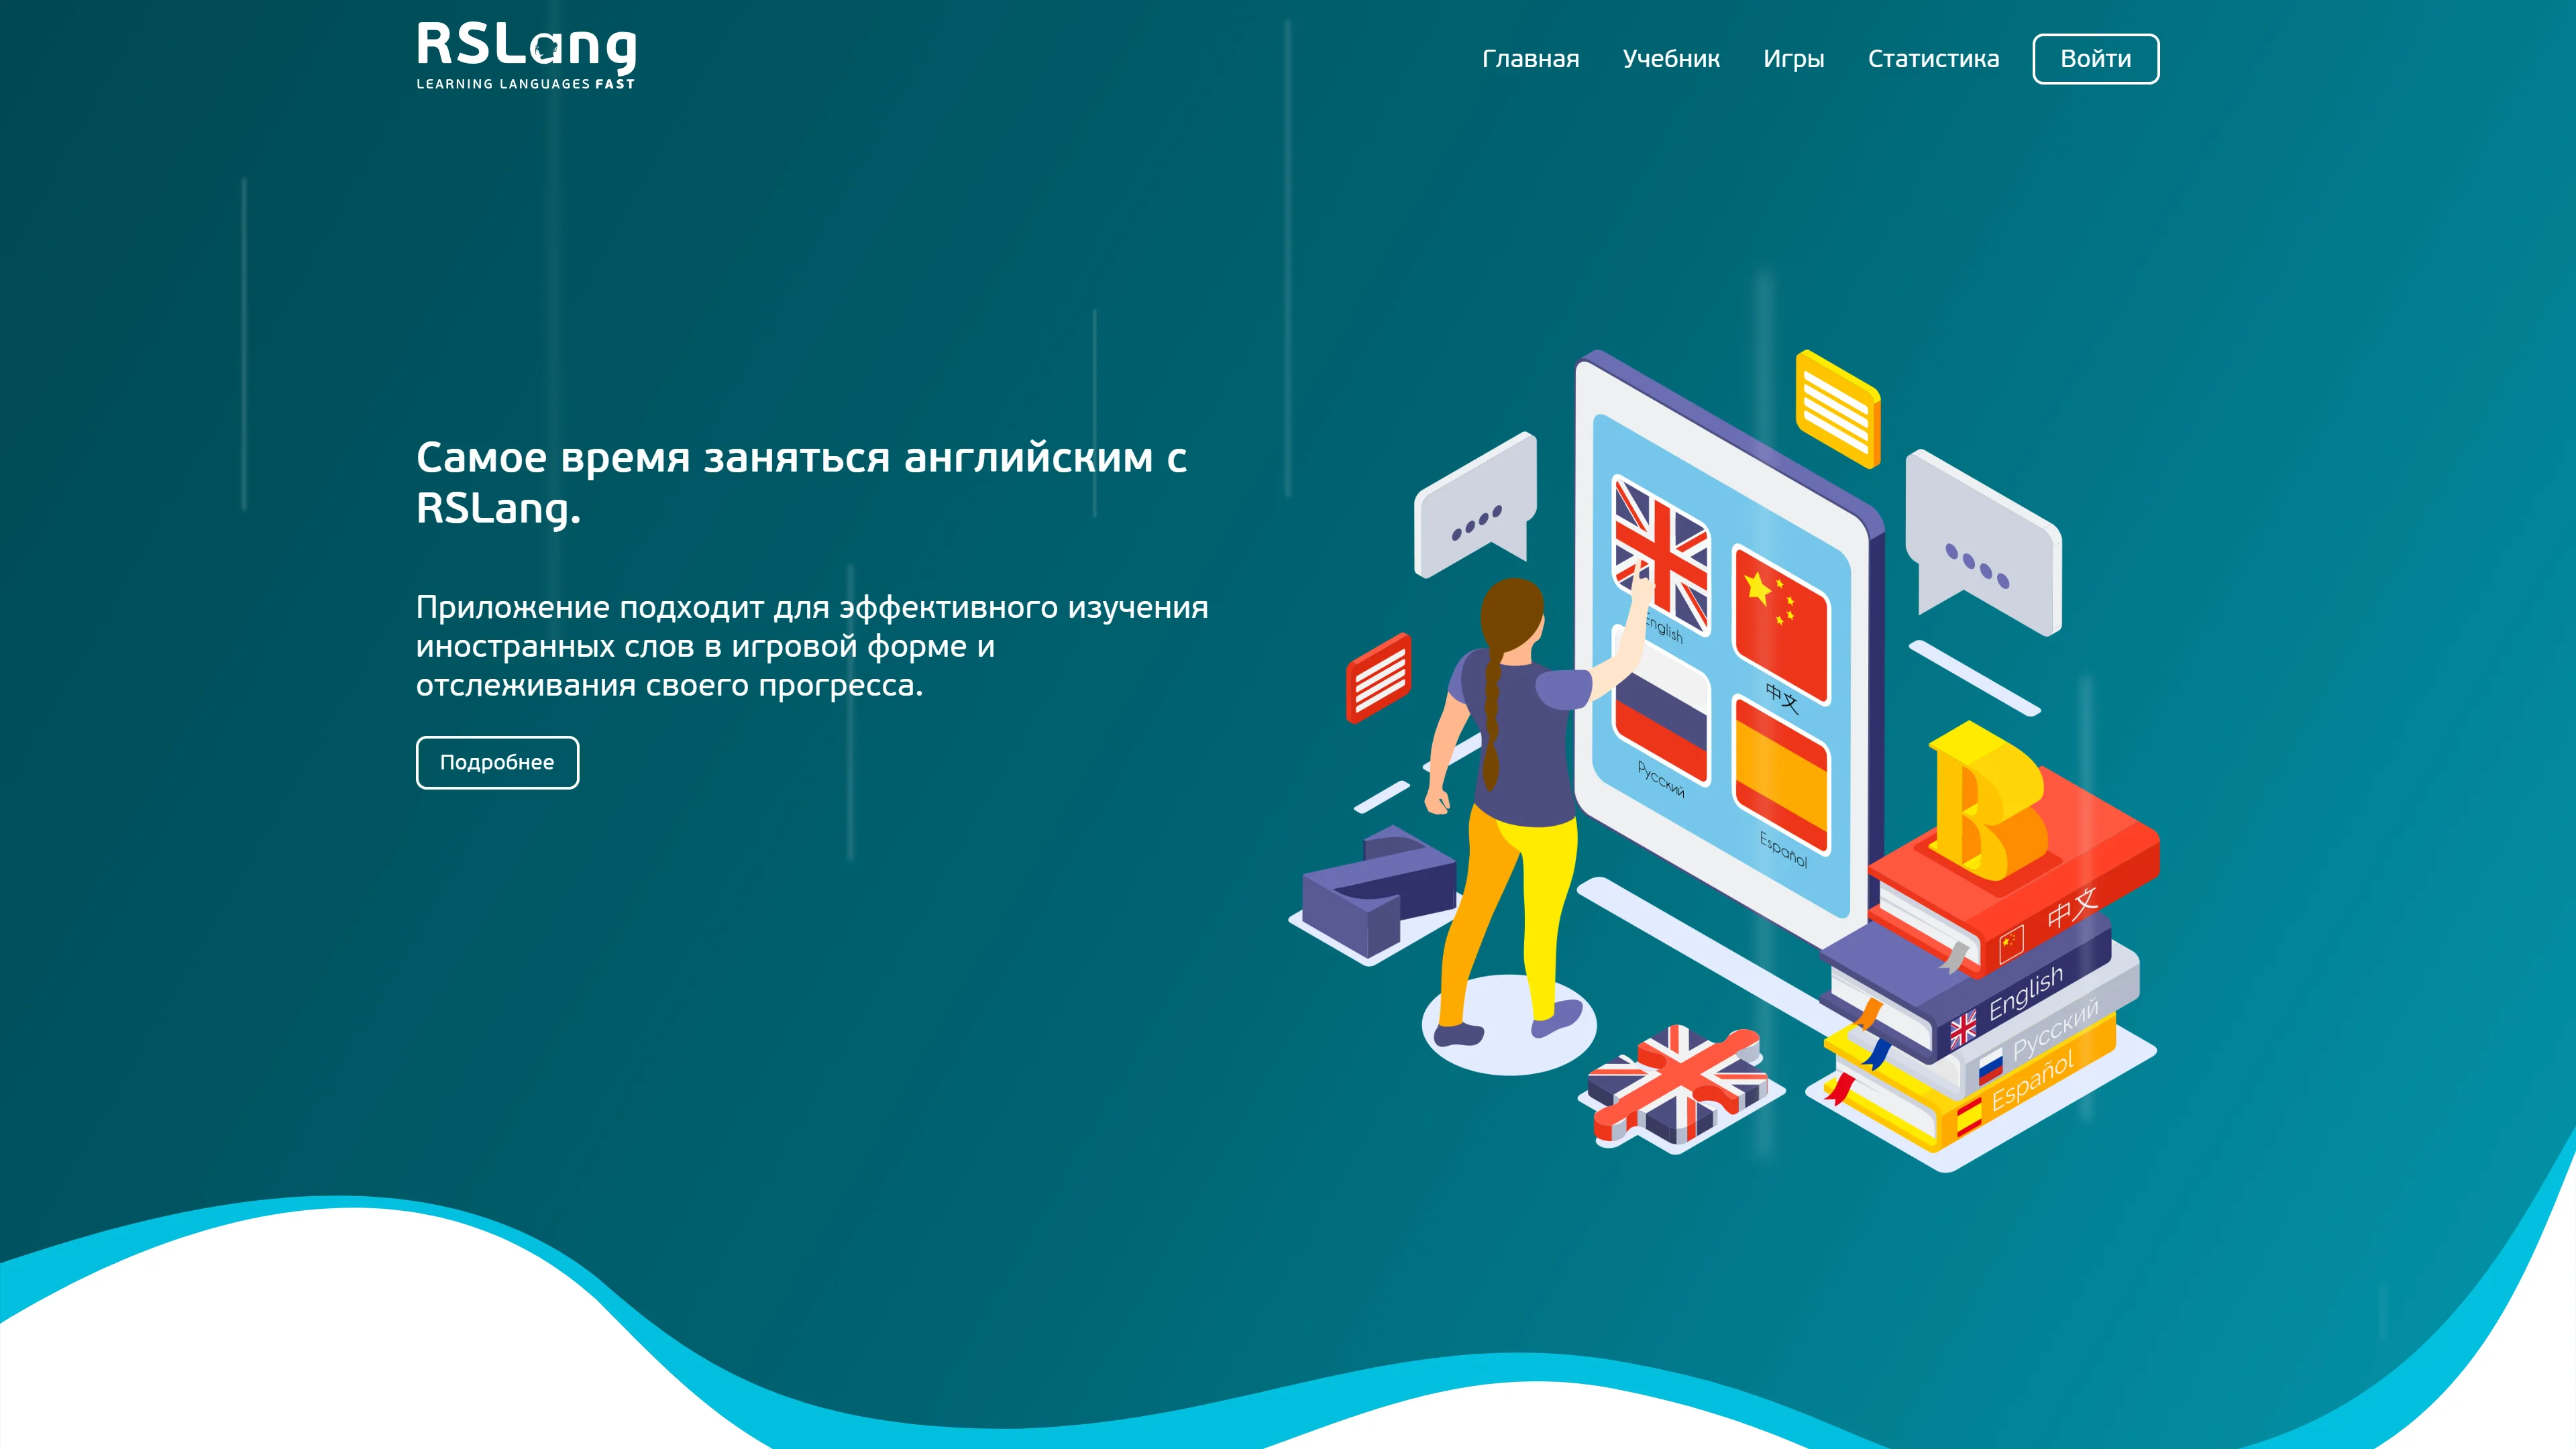 RSLang
LEARNING LANGUAGES FAST
Главная
Учебник
Игры
Статистика
Войти
Самое время заняться английским с
RSLang.
Приложение подходит для эффективного изучения
иностранных слов в игровой форме и
отслеживания своего прогресса.
Подробнее
English
中文
Русский
Español
B
中文
English
Русский
Español